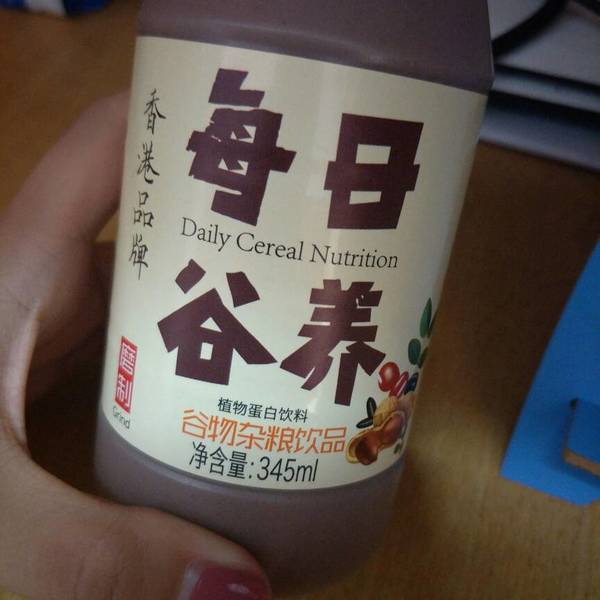 香港品牌
每日
Daily Cereal Nutrition
谷养
磨制
Grind
植物蛋白饮料
谷物杂粮饮品
净含量:345ml